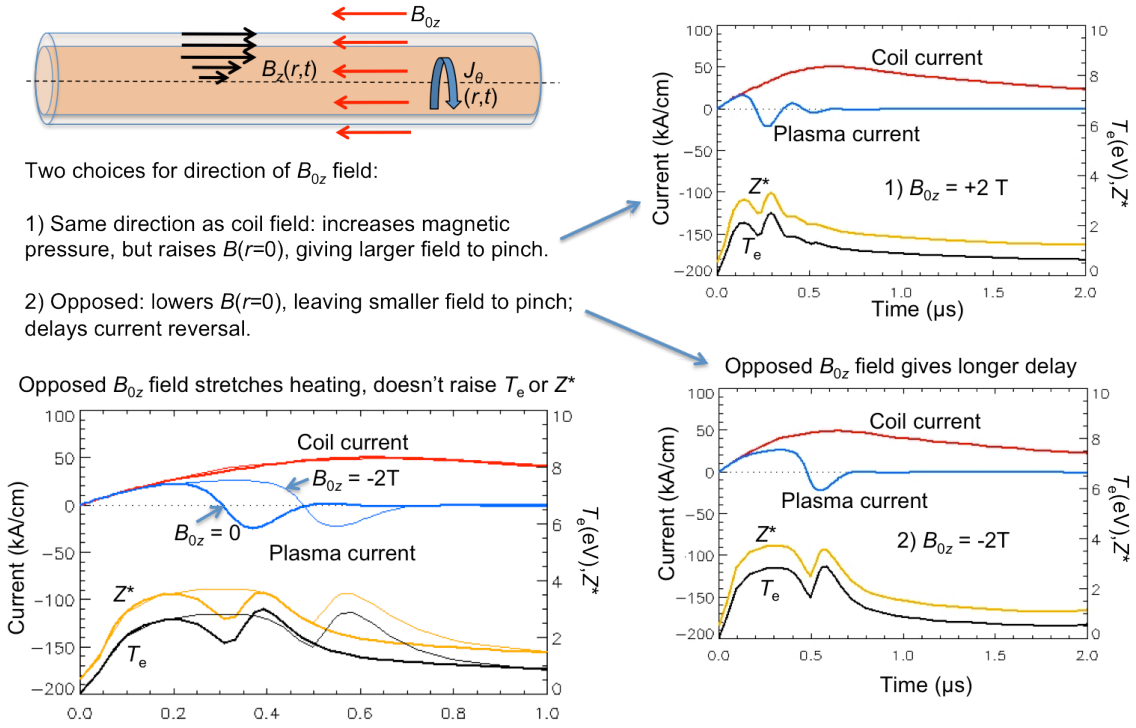 B0z
Bz(r,t)
Jθ
(r,t)
Two choices for direction of B0z field:
1) Same direction as coil field: increases magnetic
pressure, but raises B(r=0), giving larger field to pinch.
2) Opposed: lowers B(r=0), leaving smaller field to pinch;
delays current reversal.
100
50
0
-50
-100
-150
-200
Current (kA/cm)
Coil current
Plasma current
Z*
Te
1) B0z = +2 T
10
8
6
4
2
0
Te(eV),Z*
0.0
0.5
1.0
1.5
2.0
Time (µs)
Opposed B0z field stretches heating, doesn't raise Te or Z*
100
50
0
-50
-100
-150
-200
Current (kA/cm)
Coil current
B0z = -2T
B0z = 0
Plasma current
Z*
Te
10
8
6
4
2
0
Te(eV),Z*
0.0
0.2
0.4
0.6
0.8
1.0
Opposed B0z field gives longer delay
100
50
0
-50
-100
-150
-200
Current (kA/cm)
Coil current
Plasma current
Z*
Te
2) B0z = -2T
10
8
6
4
2
0
Te(eV),Z*
0.0
0.5
1.0
1.5
2.0
Time (µs)